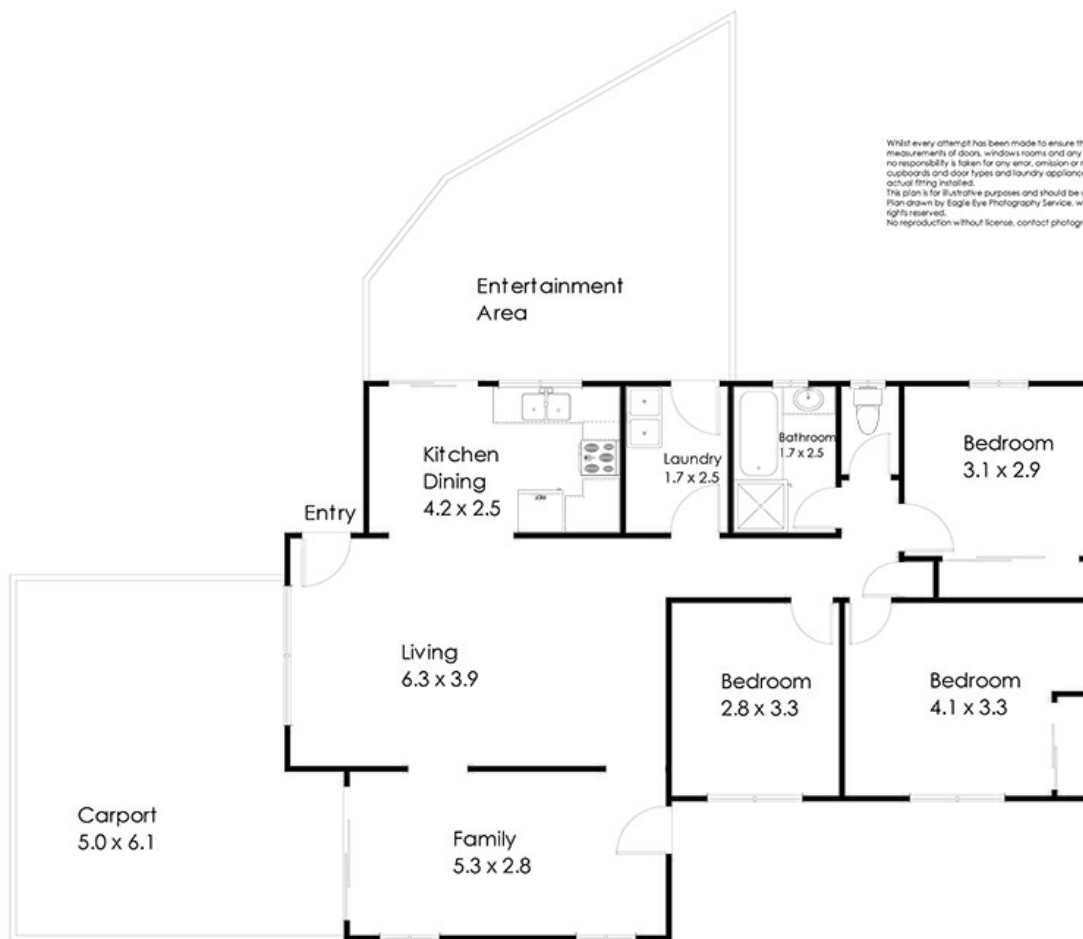 Whilst every attempt has been made to ensure th
measurements of doors, windows rooms and any
no responsibility is taken for any error, omission or
cupboards and door types and laundry applianc
actual fitting installed.
This plan is for illustrative purposes and should be
Plan drawn by Eagle Eye Photography Service, w
rights reserved.
No reproduction without license, contact photogr
Entertainment
Area
Kitchen
Dining
4.2 x 2.5
Laundry
1.7 x 2.5
Bathroom
1.7 x 2.5
Bedroom
3.1 x 2.9
Entry
Living
6.3 x 3.9
Bedroom
2.8 x 3.3
Bedroom
4.1 x 3.3
Carport
5.0 x 6.1
Family
5.3 x 2.8